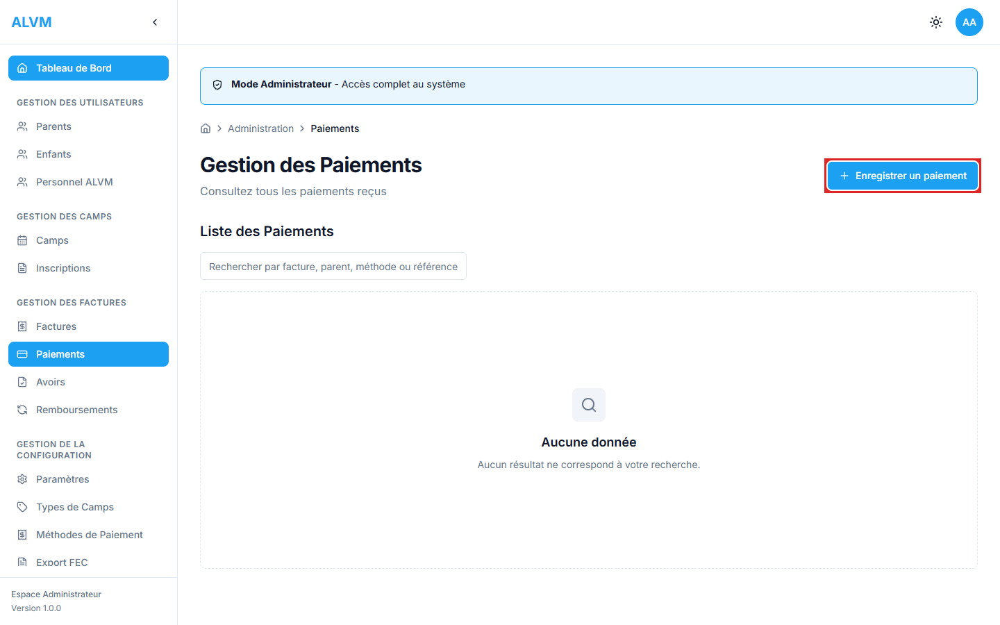 ALVM
AA
Tableau de Bord
GESTION DES UTILISATEURS
Parents
Enfants
Personnel ALVM
GESTION DES CAMPS
Camps
Inscriptions
GESTION DES FACTURES
Factures
Paiements
Avoirs
Remboursements
GESTION DE LA
CONFIGURATION
Paramètres
Types de Camps
Méthodes de Paiement
Export FEC
Espace Administrateur
Version 1.0.0
Mode Administrateur - Accès complet au système
Administration > Paiements
Gestion des Paiements
Consultez tous les paiements reçus
+ Enregistrer un paiement
Liste des Paiements
Rechercher par facture, parent, méthode ou référence
Aucune donnée
Aucun résultat ne correspond à votre recherche.